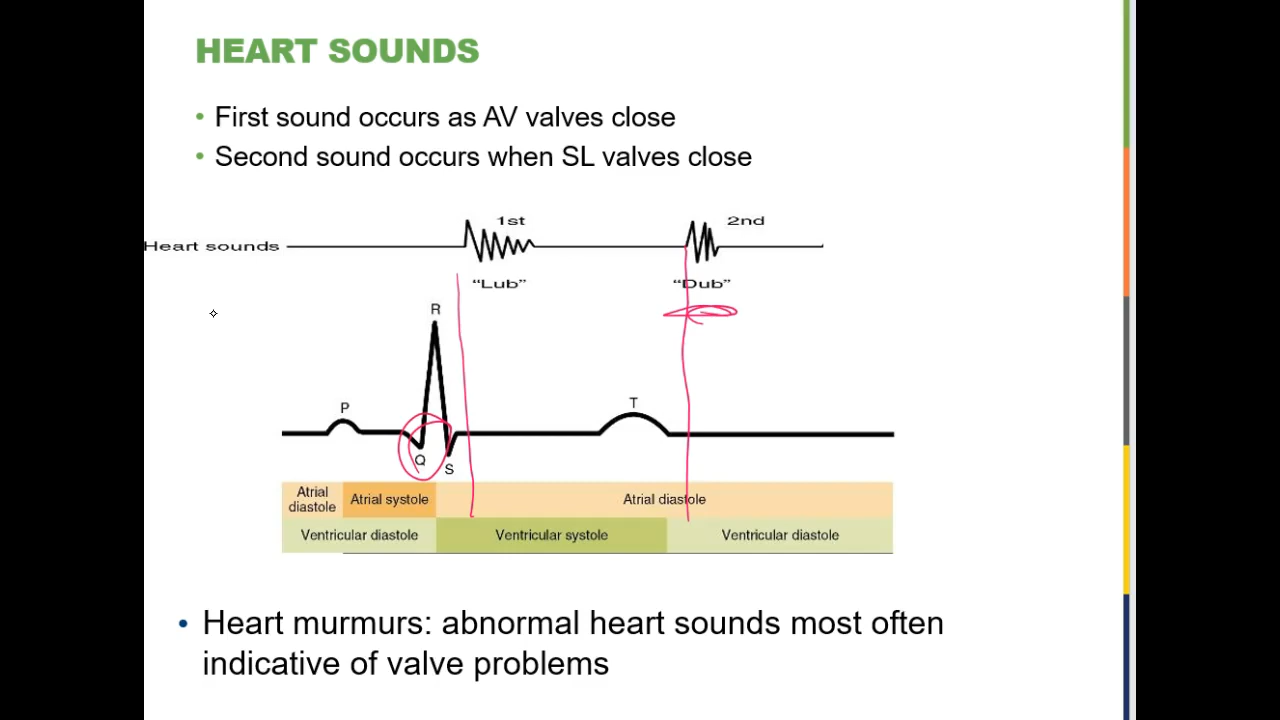 HEART SOUNDS
• First sound occurs as AV valves close
• Second sound occurs when SL valves close
1st
2nd
Heart sounds
“Lub”
“Dub”
R
P
T
Q
S
Atrial
diastole
Atrial systole
Atrial diastole
Ventricular diastole
Ventricular systole
Ventricular diastole
• Heart murmurs: abnormal heart sounds most often
indicative of valve problems